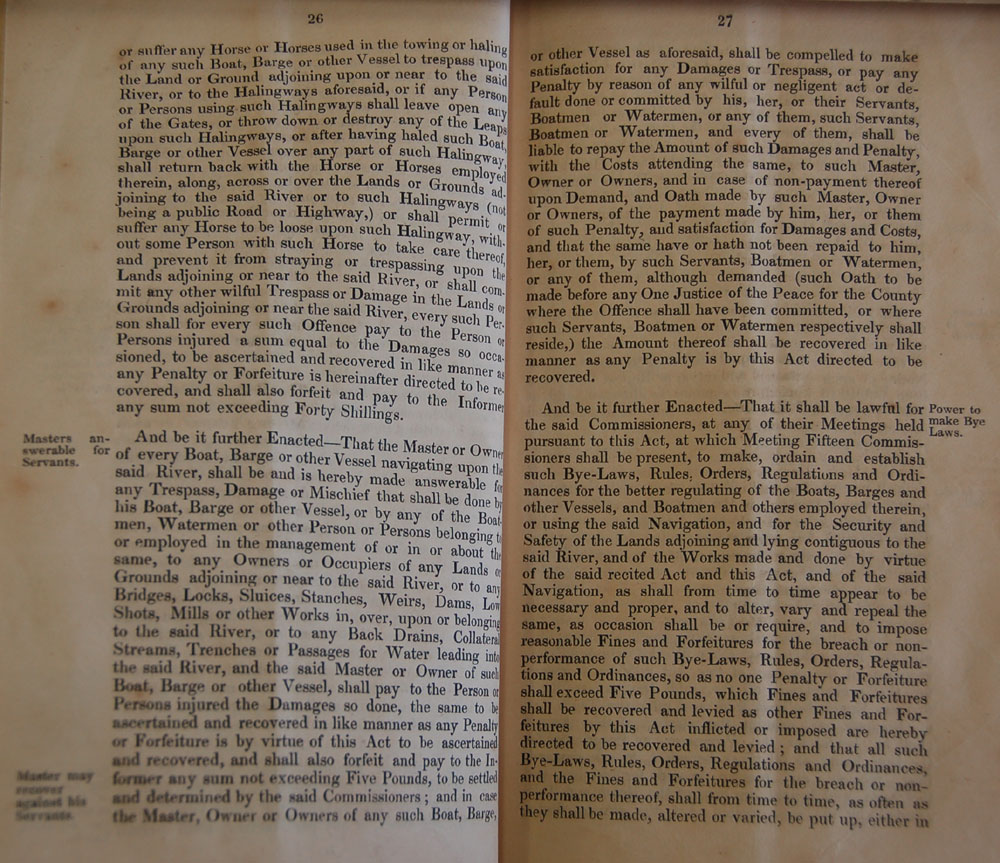 26
or suffer any Horse or Horses used in the towing or haling
of any such Boat, Barge or other Vessel to trespass upon
the Land or Ground adjoining upon or near to the said
River, or to the Halingways aforesaid, or if any Person
or Persons using such Halingways shall leave open any
of the Gates, or throw down or destroy any of the Leaps
upon such Halingways, or after having haled such Boat,
Barge or other Vessel over any part of such Halingway,
shall return back with the Horse or Horses employed
therein, along, across or over the Lands or Grounds ad-
joining to the said River or to such Halingways (not
being a public Road or Highway,) or shall permit or
suffer any Horse to be loose upon such Halingway, with-
out some Person with such Horse to take care thereof,
and prevent it from straying or trespassing upon the
Lands adjoining or near to the said River, or shall com-
mit any other wilful Trespass or Damage in the Lands or
Grounds adjoining or near the said River, every such Per-
son shall for every such Offence pay to the Person or
Persons injured a sum equal to the Damages so occa-
sioned, to be ascertained and recovered in like manner as
any Penalty or Forfeiture is hereinafter directed to be re-
covered, and shall also forfeit and pay to the Informer
any sum not exceeding Forty Shillings.
Masters an-
swerable for
Servants.
And be it further Enacted—That the Master or Owner
of every Boat, Barge or other Vessel navigating upon the
said River, shall be and is hereby made answerable for
any Trespass, Damage or Mischief that shall be done by
his Boat, Barge or other Vessel, or by any of the Boat-
men, Watermen or other Person or Persons belonging to
or employed in the management of or in or about the
same, to any Owners or Occupiers of any Lands or
Grounds adjoining or near to the said River, or to any
Bridges, Locks, Sluices, Stanches, Weirs, Dams, Low
Shots, Mills or other Works in, over, upon or belonging
to the said River, or to any Back Drains, Collateral
Streams, Trenches or Passages for Water leading into
the said River, and the said Master or Owner of such
Boat, Barge or other Vessel, shall pay to the Person or
Persons injured the Damages so done, the same to be
ascertained and recovered in like manner as any Penalty
or Forfeiture is by virtue of this Act to be ascertained
and recovered, and shall also forfeit and pay to the In-
former any sum not exceeding Five Pounds, to be settled
and determined by the said Commissioners; and in case
the Master, Owner or Owners of any such Boat, Barge,
Master may
recover
against his
Servants.
27
or other Vessel as aforesaid, shall be compelled to make
satisfaction for any Damages or Trespass, or pay any
Penalty by reason of any wilful or negligent act or de-
fault done or committed by his, her, or their Servants,
Boatmen or Watermen, or any of them, such Servants,
Boatmen or Watermen, and every of them, shall be
liable to repay the Amount of such Damages and Penalty,
with the Costs attending the same, to such Master,
Owner or Owners, and in case of non-payment thereof
upon Demand, and Oath made by such Master, Owner
or Owners, of the payment made by him, her, or them
of such Penalty, and satisfaction for Damages and Costs,
and that the same have or hath not been repaid to him,
her, or them, by such Servants, Boatmen or Watermen,
or any of them, although demanded (such Oath to be
made before any One Justice of the Peace for the County
where the Offence shall have been committed, or where
such Servants, Boatmen or Watermen respectively shall
reside,) the Amount thereof shall be recovered in like
manner as any Penalty is by this Act directed to be
recovered.
And be it further Enacted—That it shall be lawful for
the said Commissioners, at any of their Meetings held
pursuant to this Act, at which Meeting Fifteen Commis-
sioners shall be present, to make, ordain and establish
such Bye-Laws, Rules, Orders, Regulations and Ordi-
nances for the better regulating of the Boats, Barges and
other Vessels, and Boatmen and others employed therein,
or using the said Navigation, and for the Security and
Safety of the Lands adjoining and lying contiguous to the
said River, and of the Works made and done by virtue
of the said recited Act and this Act, and of the said
Navigation, as shall from time to time appear to be
necessary and proper, and to alter, vary and repeal the
same, as occasion shall be or require, and to impose
reasonable Fines and Forfeitures for the breach or non-
performance of such Bye-Laws, Rules, Orders, Regula-
tions and Ordinances, so as no one Penalty or Forfeiture
shall exceed Five Pounds, which Fines and Forfeitures
shall be recovered and levied as other Fines and For-
feitures by this Act inflicted or imposed are hereby
directed to be recovered and levied; and that all such
Bye-Laws, Rules, Orders, Regulations and Ordinances,
and the Fines and Forfeitures for the breach or non-
performance thereof, shall from time to time, as often as
they shall be made, altered or varied, be put up, either in
Power to
make Bye
Laws.